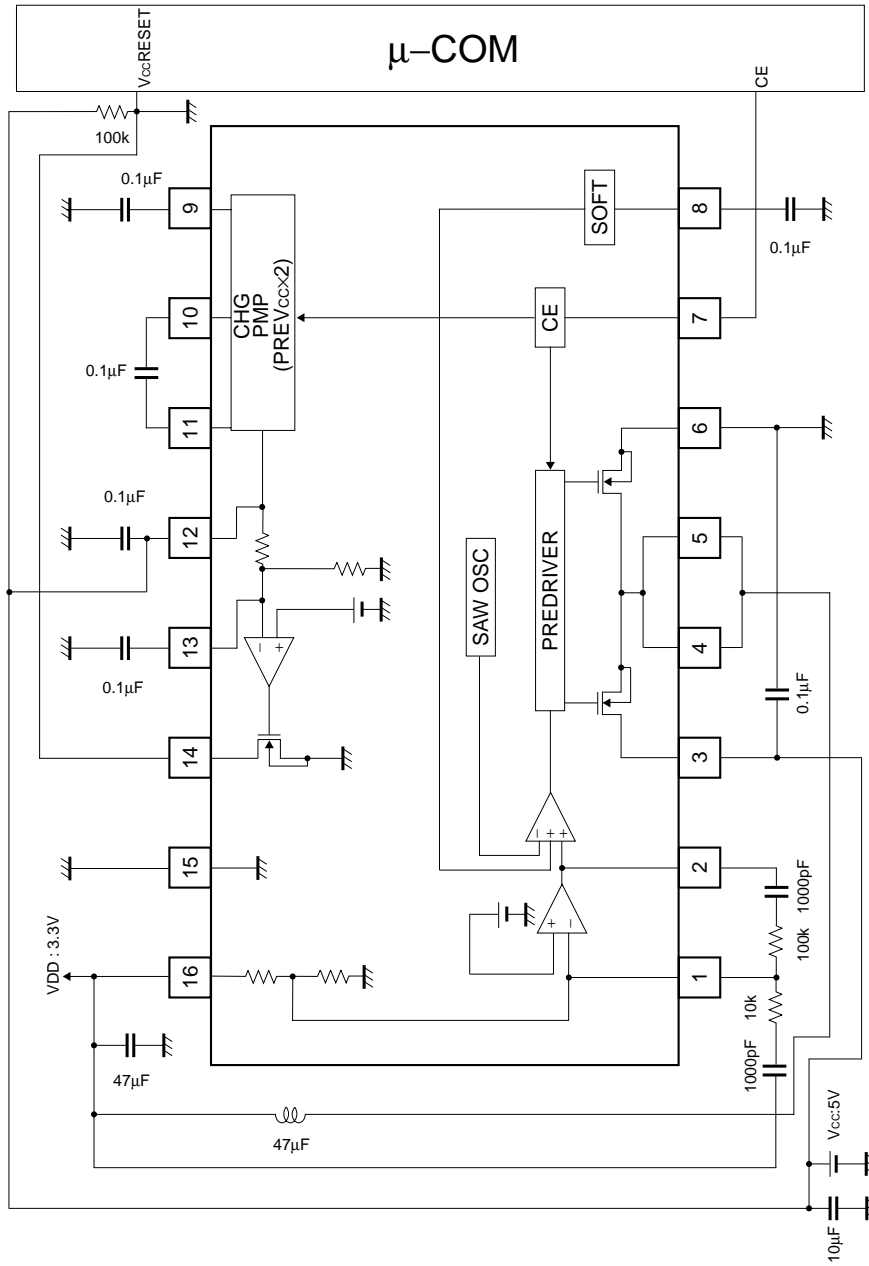 μ–COM
VCCRESET
CE
100k
0.1μF
9
8
SOFT
0.1μF
10
CHG
PMP
(PREVCC×2)
CE
7
0.1μF
11
6
0.1μF
12
SAW OSC
PREDRIVER
5
13
– +
4
0.1μF
0.1μF
14
3
– + +
15
2
VDD : 3.3V
+ –
1000pF
100k
16
1
10k
1000pF
47μF
47μF
VCC:5V
10μF